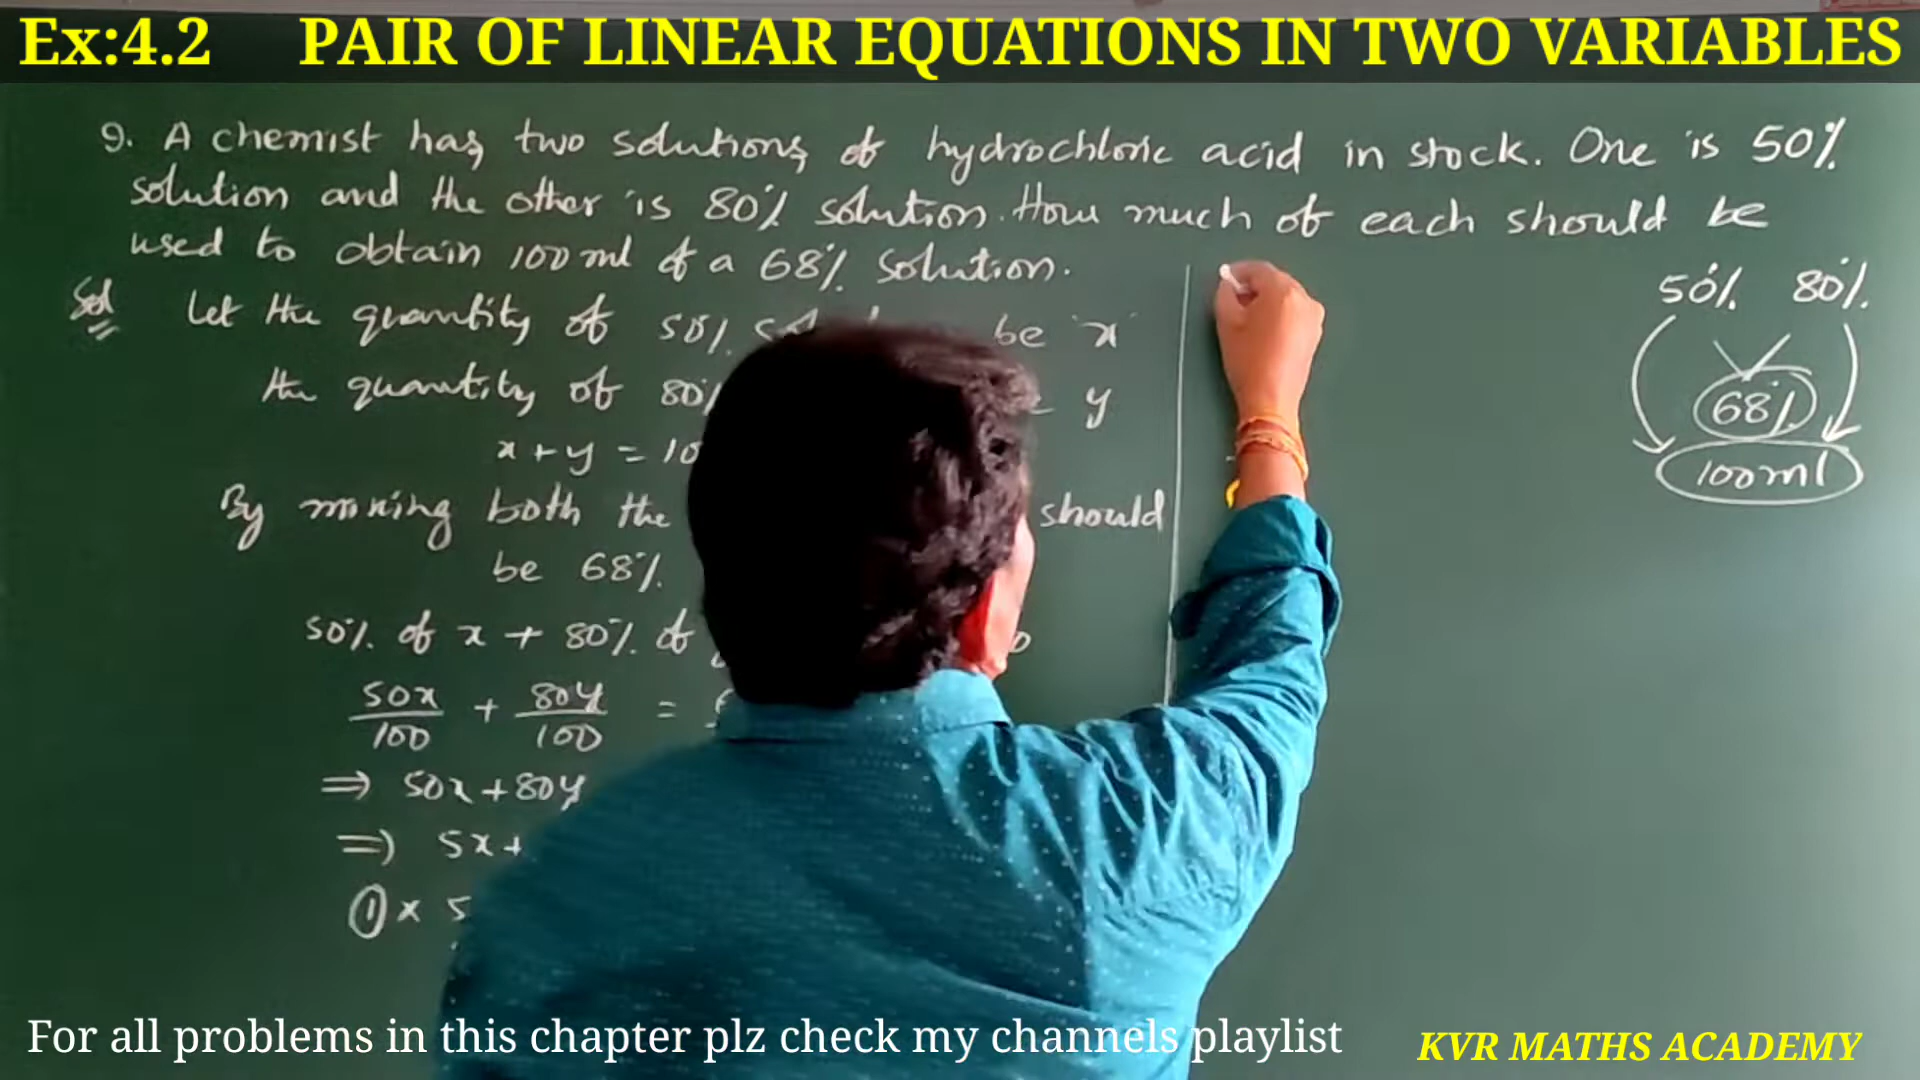 Ex:4.2 PAIR OF LINEAR EQUATIONS IN TWO VARIABLES
9. A chemist has two solutions of hydrochloric acid in stock. One is 50%
solution and the other is 80% solution. How much of each should be
used to obtain 100 ml of a 68% solution.
Sol Let the quantity of 50% be 'x'
the quantity of 80% y
x + y = 10
By mixing both the should
be 68%.
50% of x + 80% of
50x/100 + 80y/100 =
⇒ 50x + 80y
⇒ 5x +
① × 5
50% 80%
68%
100 ml
For all problems in this chapter plz check my channels playlist
KVR MATHS ACADEMY